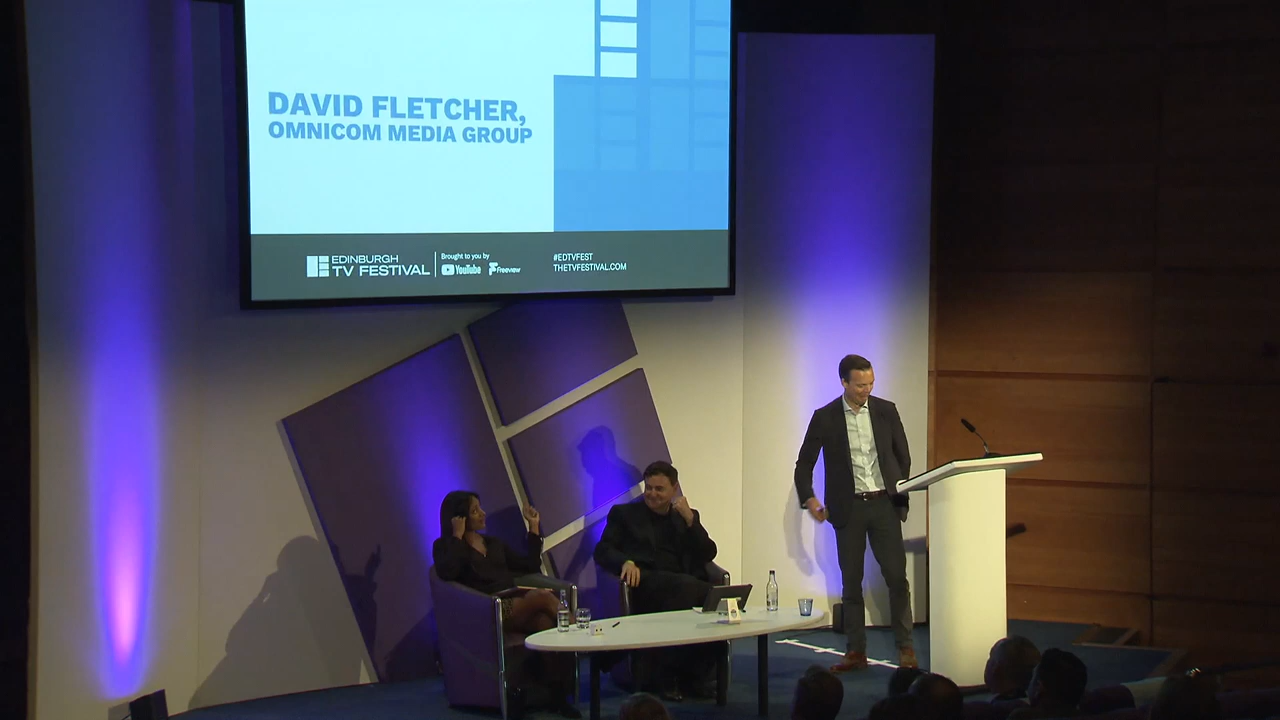 DAVID FLETCHER,
OMNICOM MEDIA GROUP
EDINBURGH
TV FESTIVAL
Brought to you by
YouTube Freeview
#EDTVFEST
THETVFESTIVAL.COM